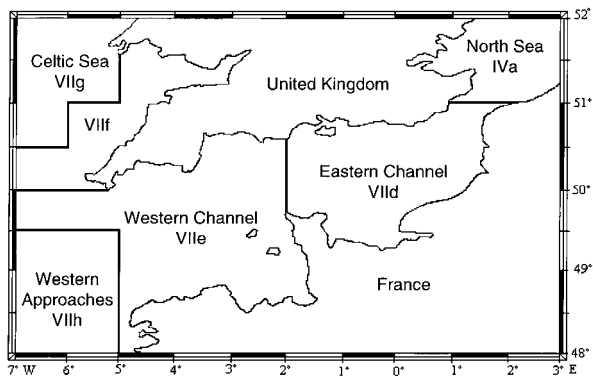 52°
Celtic Sea
VIIg
North Sea
IVa
United Kingdom
VIIf
51°
Eastern Channel
VIId
50°
Western Channel
VIIe
Western
Approaches
VIIh
France
49°
48°
7° W 6° 5° 4° 3° 2° 1° 0° 1° 2° 3° E